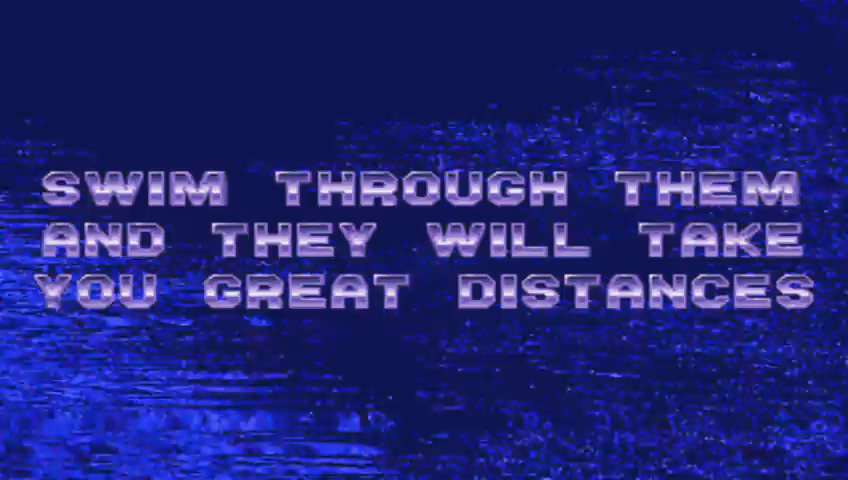 SWIM THROUGH THEM
AND THEY WILL TAKE
YOU GREAT DISTANCES